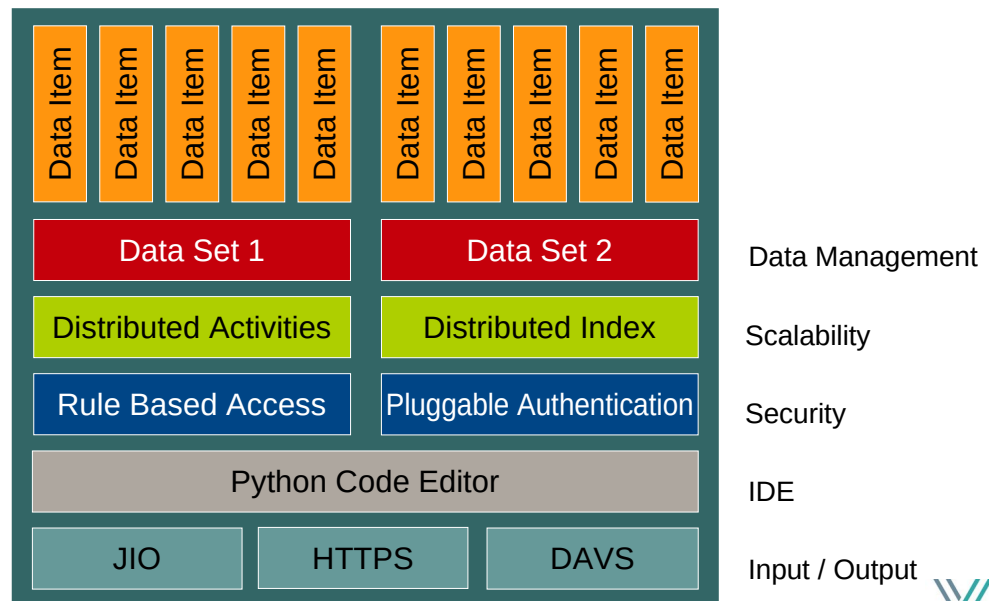 Data Item
Data Item
Data Item
Data Item
Data Item
Data Item
Data Item
Data Item
Data Item
Data Item
Data Set 1
Data Set 2
Data Management
Distributed Activities
Distributed Index
Scalability
Rule Based Access
Pluggable Authentication
Security
Python Code Editor
IDE
JIO
HTTPS
DAVS
Input / Output